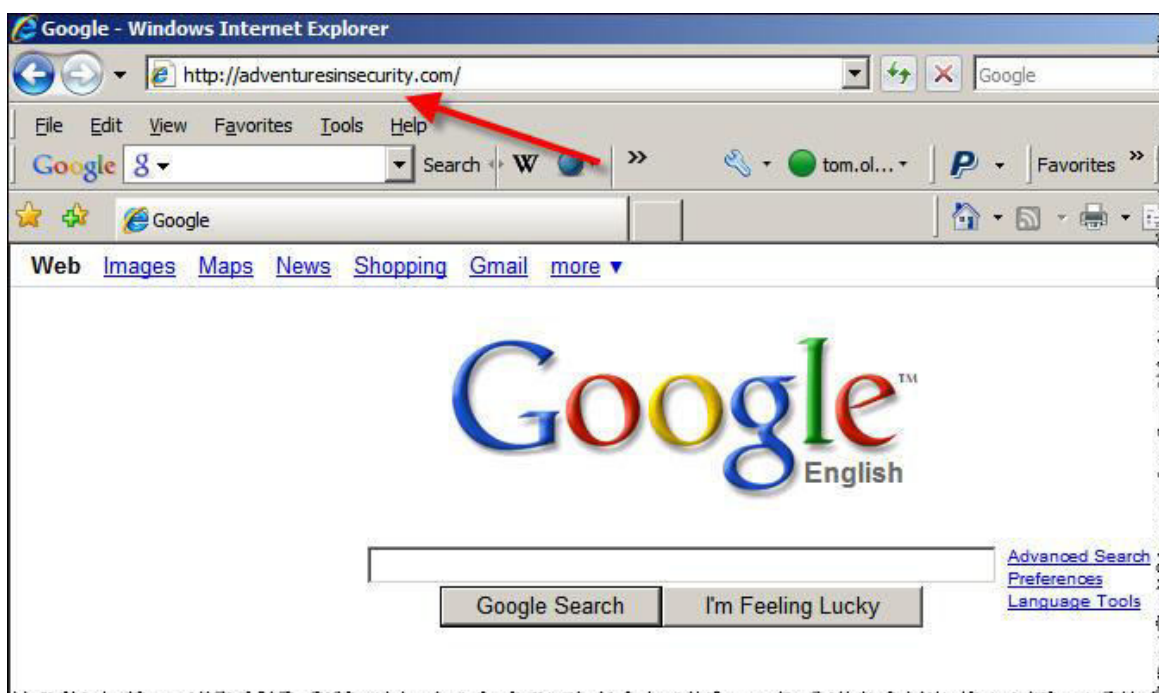 Google - Windows Internet Explorer
http://adventuresinsecurity.com/
Google
File Edit View Favorites Tools Help
Google g Search W » tom.ol... P Favorites »
Google
Web Images Maps News Shopping Gmail more ▼
Google™
English
Advanced Search
Preferences
Language Tools
Google Search I'm Feeling Lucky